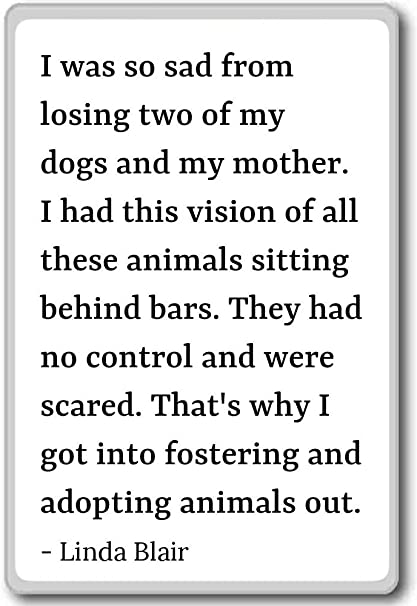 I was so sad from
losing two of my
dogs and my mother.
I had this vision of all
these animals sitting
behind bars. They had
no control and were
scared. That's why I
got into fostering and
adopting animals out.
- Linda Blair